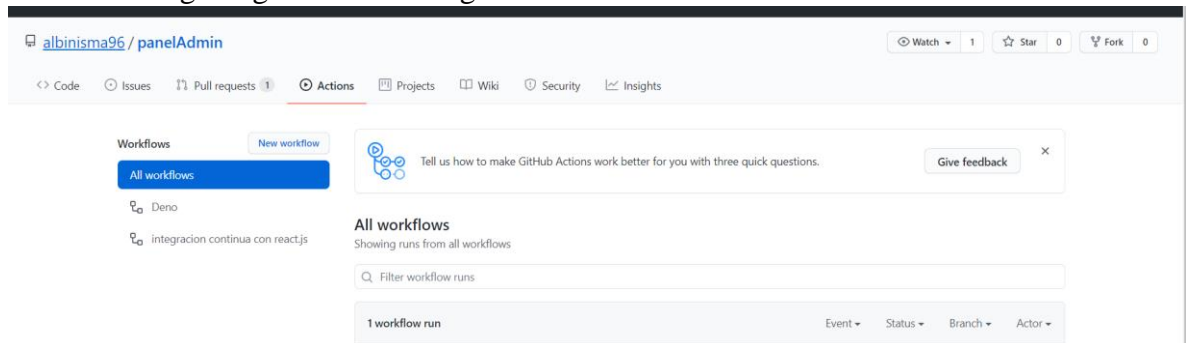 albinisma96 / panelAdmin
Watch 1 Star 0 Fork 0
Code Issues Pull requests 1 Actions Projects Wiki Security Insights
Workflows New workflow
All workflows
Deno
integracion continua con react.js
Tell us how to make GitHub Actions work better for you with three quick questions. Give feedback
All workflows
Showing runs from all workflows
Filter workflow runs
1 workflow run Event Status Branch Actor